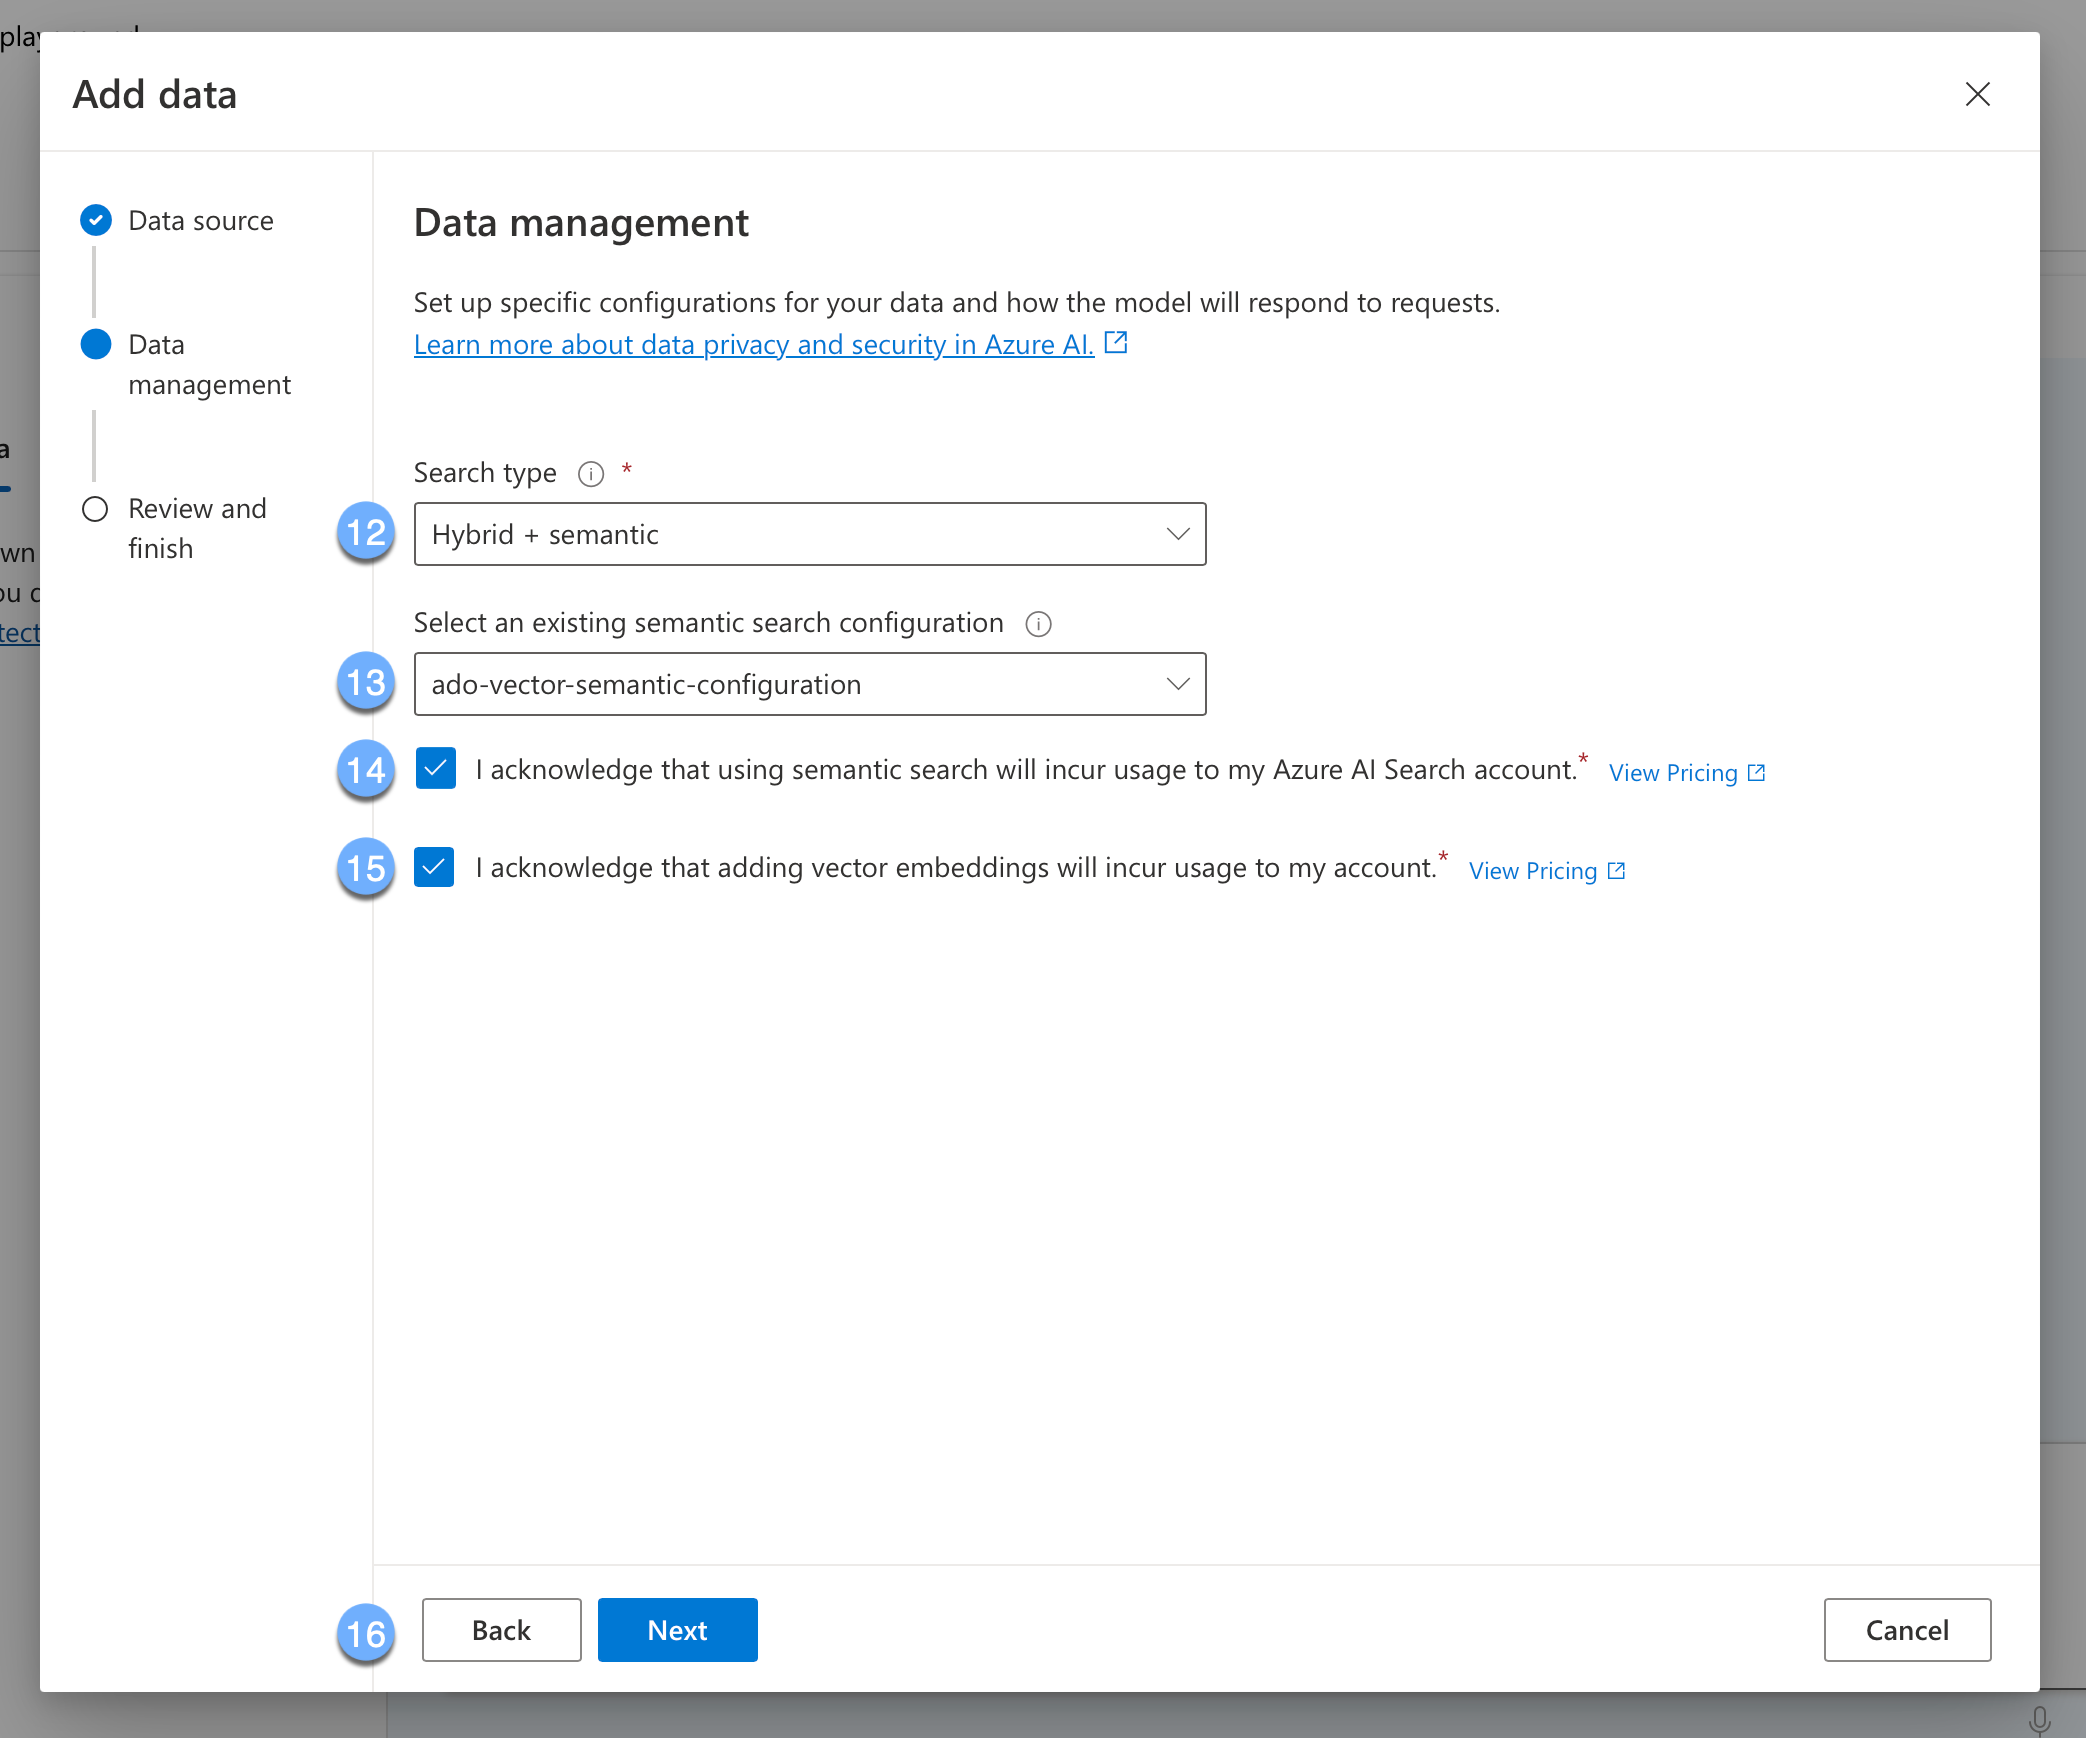 Add data
Data source
Data
management
Review and
finish
Data management
Set up specific configurations for your data and how the model will respond to requests.
Learn more about data privacy and security in Azure AI.
Search type *
12
Hybrid + semantic
Select an existing semantic search configuration
13
ado-vector-semantic-configuration
14
I acknowledge that using semantic search will incur usage to my Azure AI Search account.* View Pricing
15
I acknowledge that adding vector embeddings will incur usage to my account.* View Pricing
16
Back Next Cancel